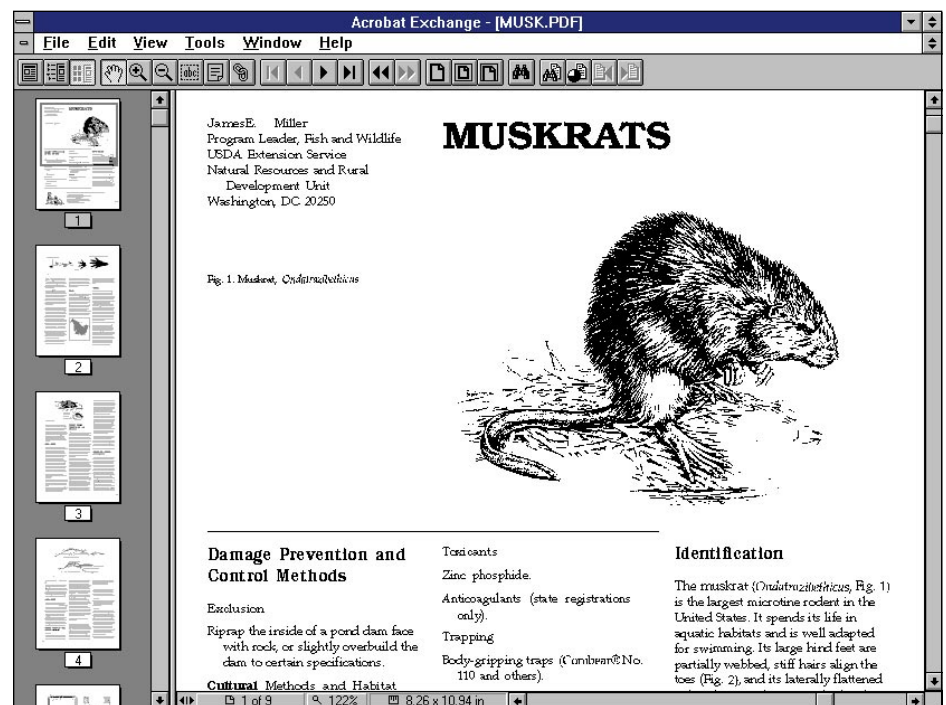 Acrobat Exchange - [MUSK.PDF]
File Edit View Tools Window Help
abc
1
2
3
4
JamesE. Miller
Program Leader, Fish and Wildlife
USDA Extension Service
Natural Resources and Rural
Development Unit
Washington, DC 20250
MUSKRATS
Fig. 1. Muskrat, Ondatrazibethicus
Damage Prevention and
Control Methods
Exclusion
Riprap the inside of a pond dam face
with rock, or slightly overbuild the
dam to certain specifications.
Cultural Methods and Habitat
Toxicants
Zinc phosphide.
Anticoagulants (state registrations
only).
Trapping
Body-gripping traps (Conibear® No.
110 and others).
Identification
The muskrat (Ondatrazibethicus, Fig. 1)
is the largest microtine rodent in the
United States. It spends its life in
aquatic habitats and is well adapted
for swimming. Its large hind feet are
partially webbed, stiff hairs align the
toes (Fig. 2), and its laterally flattened
1 of 9 122% 8.26 x 10.94 in